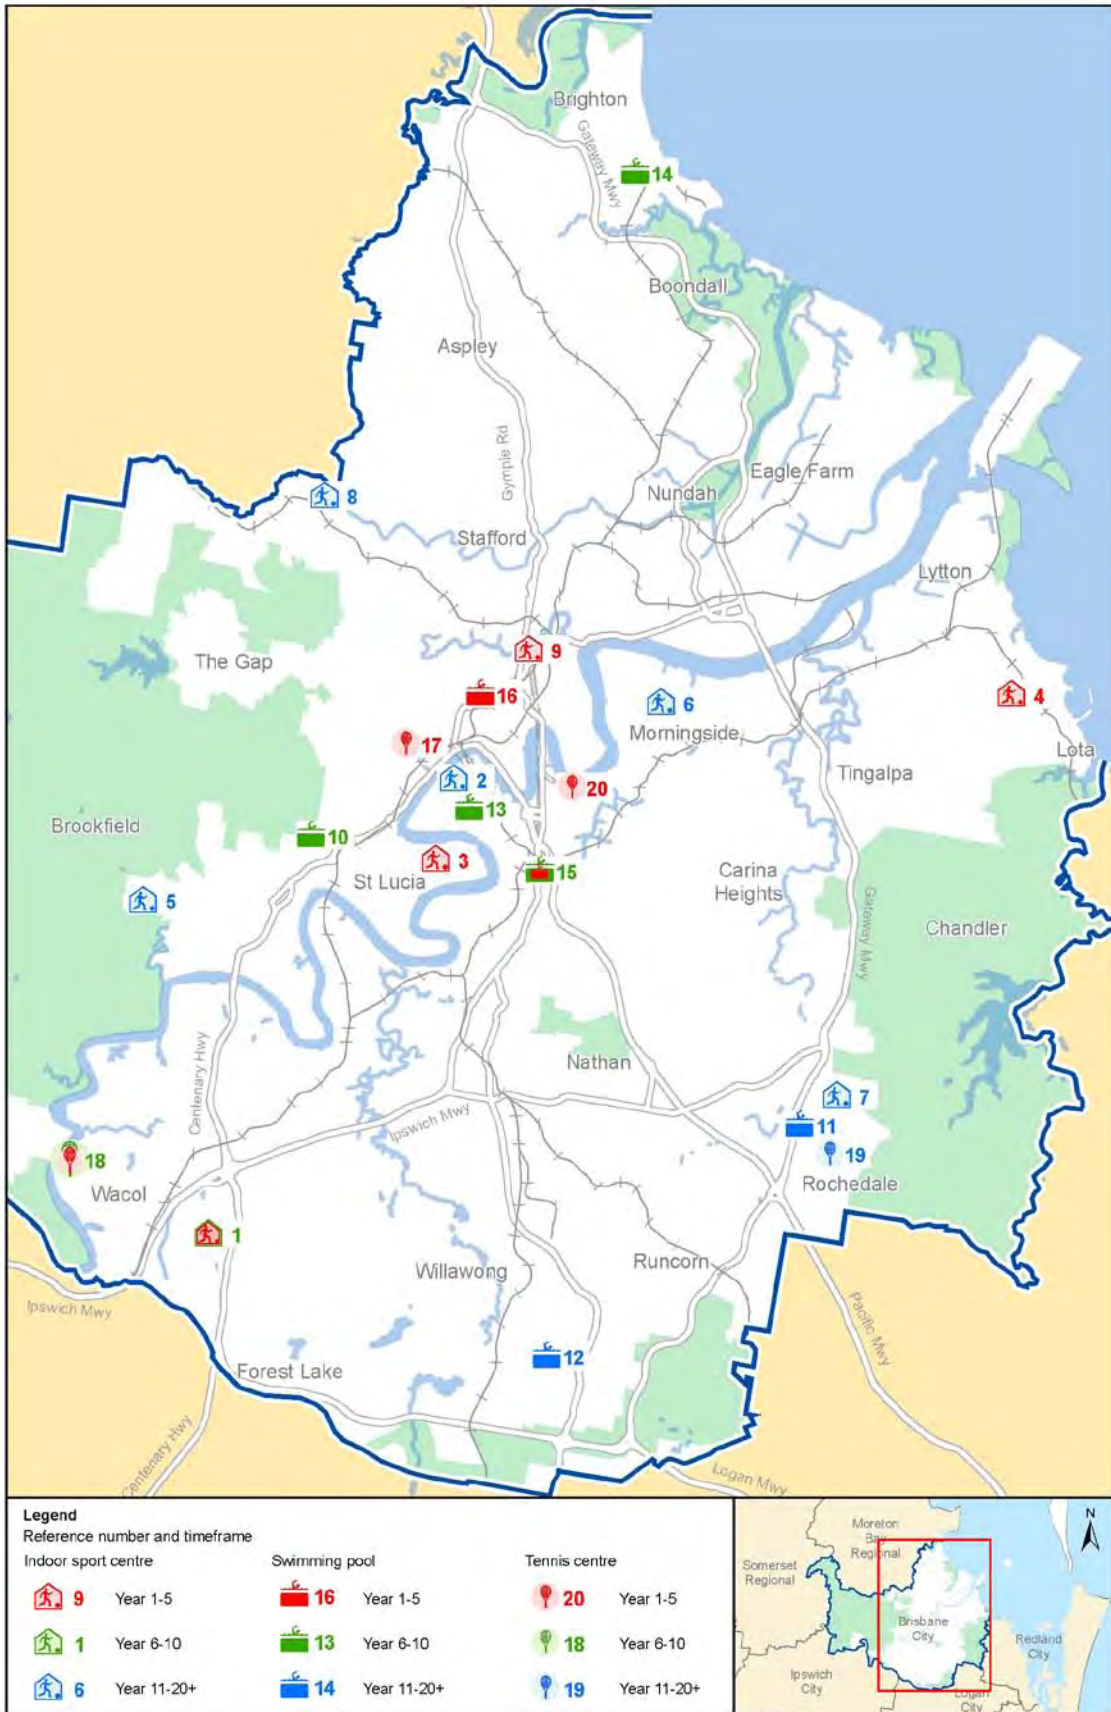 Brighton
Gateway Mwy
14
Boondall
Aspley
Gympie Rd
Eagle Farm
Nundah
8
Stafford
Lytton
The Gap
9
16
6
4
Morningside
17
Lota
2
Tingalpa
20
13
Brookfield
10
3
15
St Lucia
Carina
Heights
5
Gateway Mwy
Chandler
Nathan
Centenary Hwy
7
Ipswich Mwy
11
18
19
Wacol
Rochedale
1
Willawong
Runcorn
Ipswich Mwy
Pacific Mwy
12
Forest Lake
Centenary Hwy
Logan Mwy
Legend
Reference number and timeframe
Indoor sport centre
9 Year 1-5
1 Year 6-10
6 Year 11-20+
Swimming pool
16 Year 1-5
13 Year 6-10
14 Year 11-20+
Tennis centre
20 Year 1-5
18 Year 6-10
19 Year 11-20+
N
Moreton
Bay
Regional
Somerset
Regional
Brisbane
City
Redland
City
Ipswich
City
Logan
City